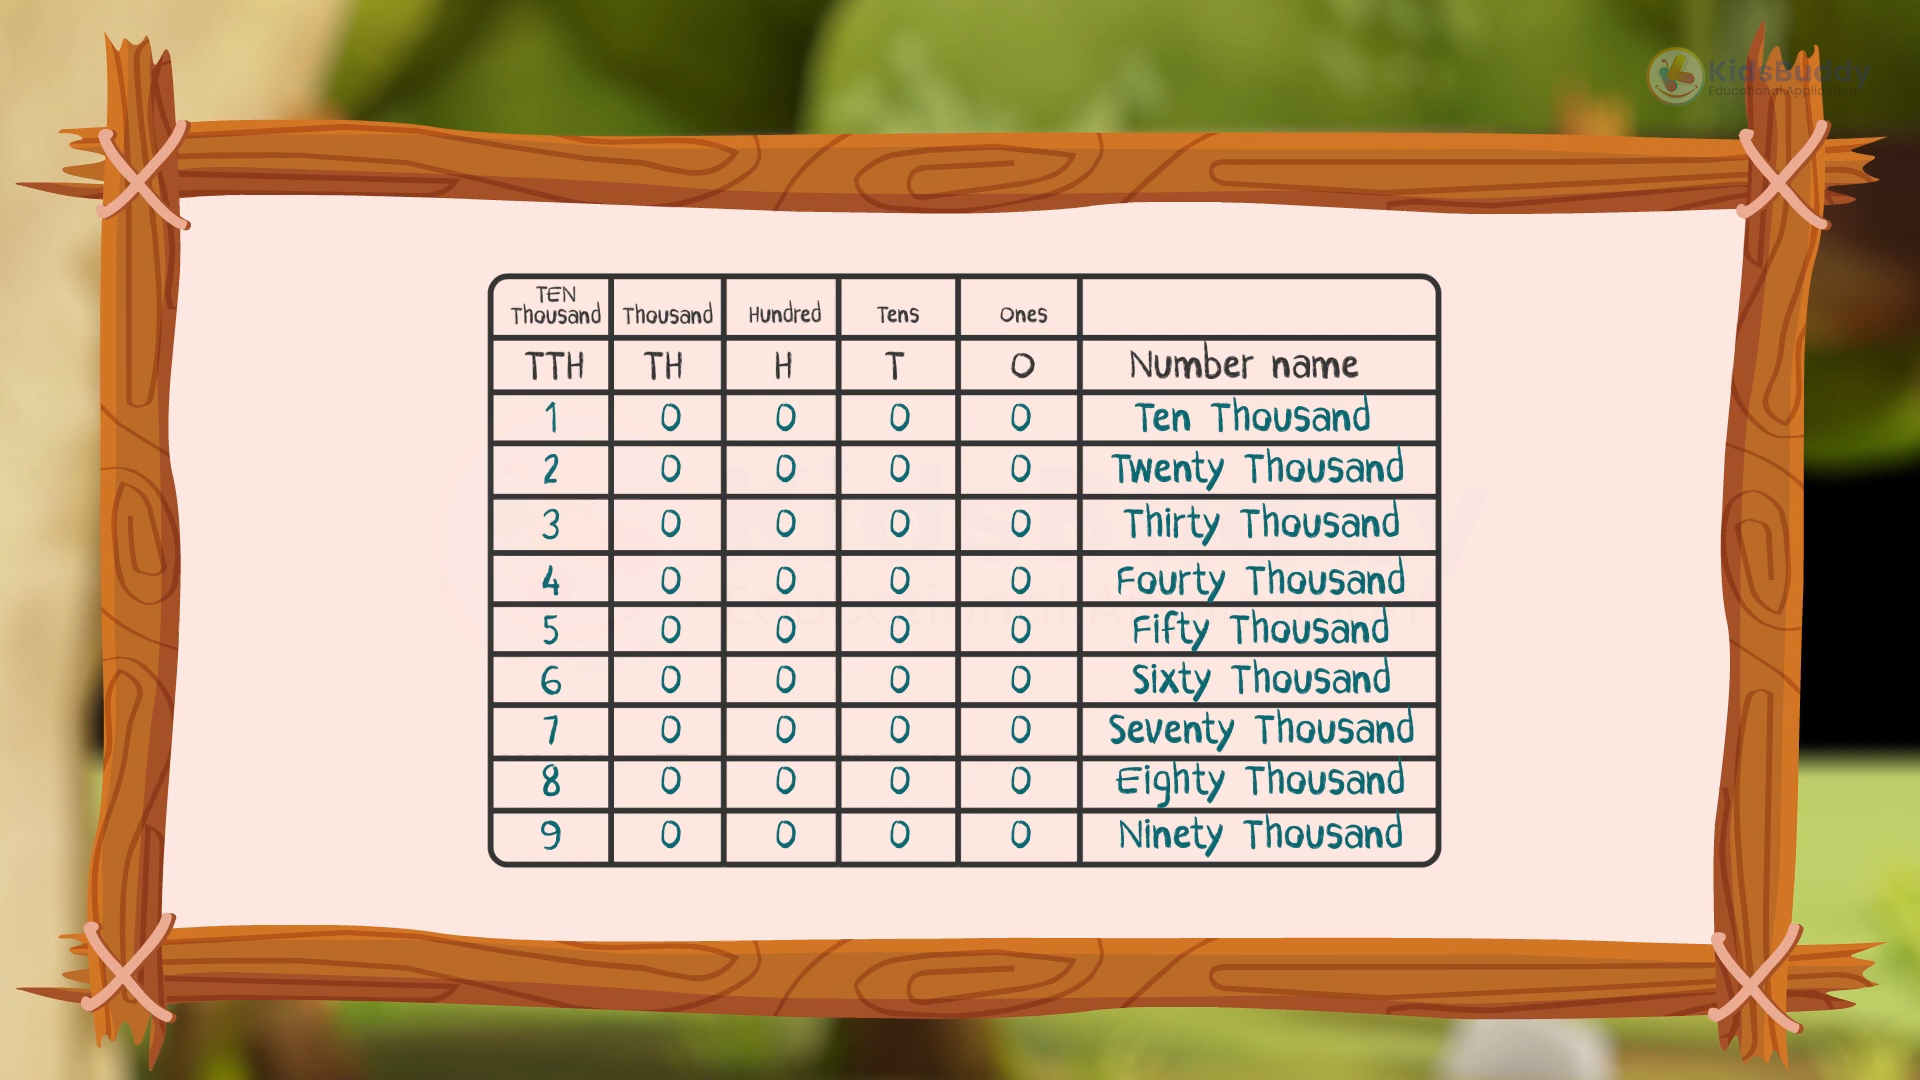 KidsBuddy
Educational Application
TEN Thousand Thousand Hundred Tens Ones
TTH TH H T O Number name
1 0 0 0 0 Ten Thousand
2 0 0 0 0 Twenty Thousand
3 0 0 0 0 Thirty Thousand
4 0 0 0 0 Fourty Thousand
5 0 0 0 0 Fifty Thousand
6 0 0 0 0 Sixty Thousand
7 0 0 0 0 Seventy Thousand
8 0 0 0 0 Eighty Thousand
9 0 0 0 0 Ninety Thousand